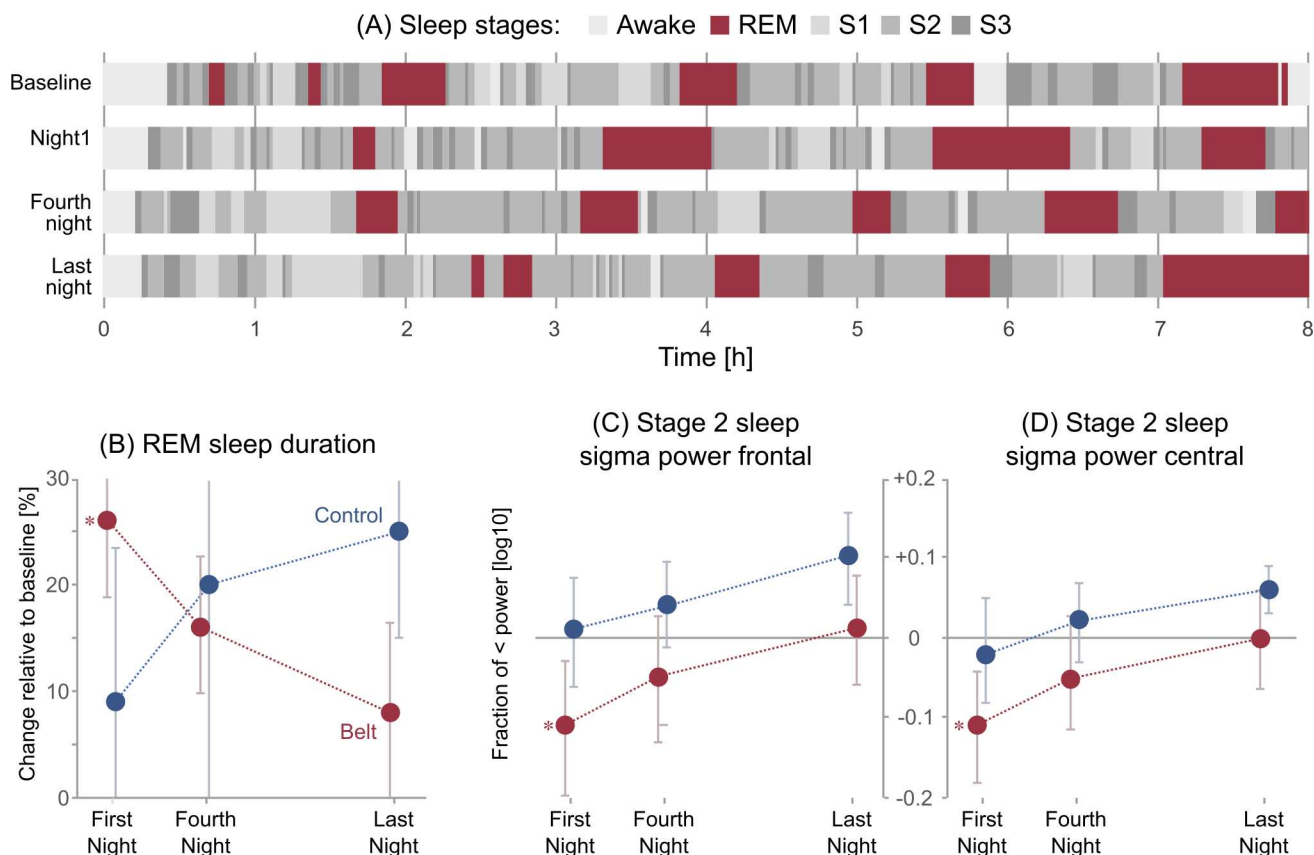 (A) Sleep stages: Awake REM S1 S2 S3
Baseline
Night1
Fourth
night
Last
night
0 1 2 3 4 5 6 7 8
Time [h]
(B) REM sleep duration
Change relative to baseline [%]
30
20
10
0
Control
Belt
*
First
Night
Fourth
Night
Last
Night
(C) Stage 2 sleep
sigma power frontal
Fraction of < power [log10]
*
First
Night
Fourth
Night
Last
Night
+0.2
+0.1
0
-0.1
-0.2
(D) Stage 2 sleep
sigma power central
*
First
Night
Fourth
Night
Last
Night